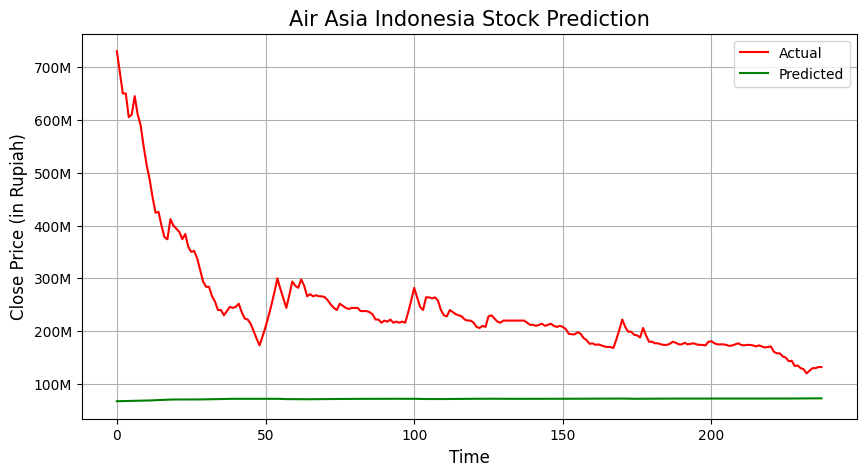 Air Asia Indonesia Stock Prediction
Actual
Predicted
Close Price (in Rupiah)
700M
600M
500M
400M
300M
200M
100M
0
50
100
150
200
Time